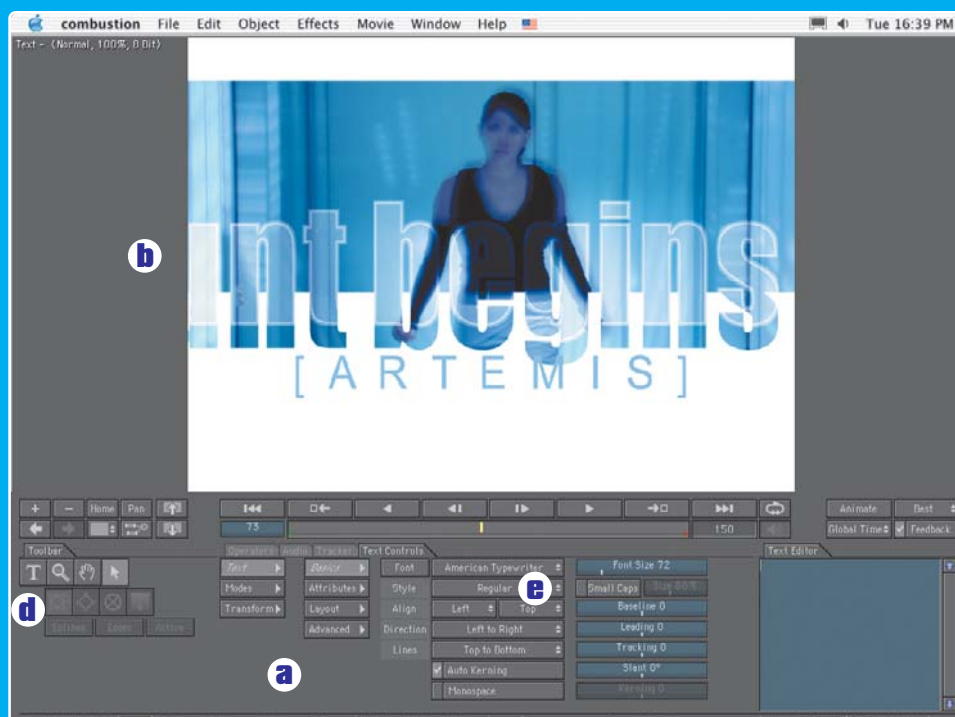 combustion File Edit Object Effects Movie Window Help Tue 16:39 PM
Text - (Normal, 100%, 8 Bit)
b
unt begins
[ARTEMIS]
+ - Home Pan
73 150
Animate Best
Global Time Feedback
Toolbar Operators Audio Tracker Text Controls Text Editor
T Text Basic Font American Typewriter Font Size 72
Modes Attributes Style Regular e Small Caps Size 80%
d Transform Layout Align Left Top Baseline 0
Advanced Direction Left to Right Leading 0
Lines Top to Bottom Tracking 0
a Auto Kerning Slant 0°
Monospace Kerning 0